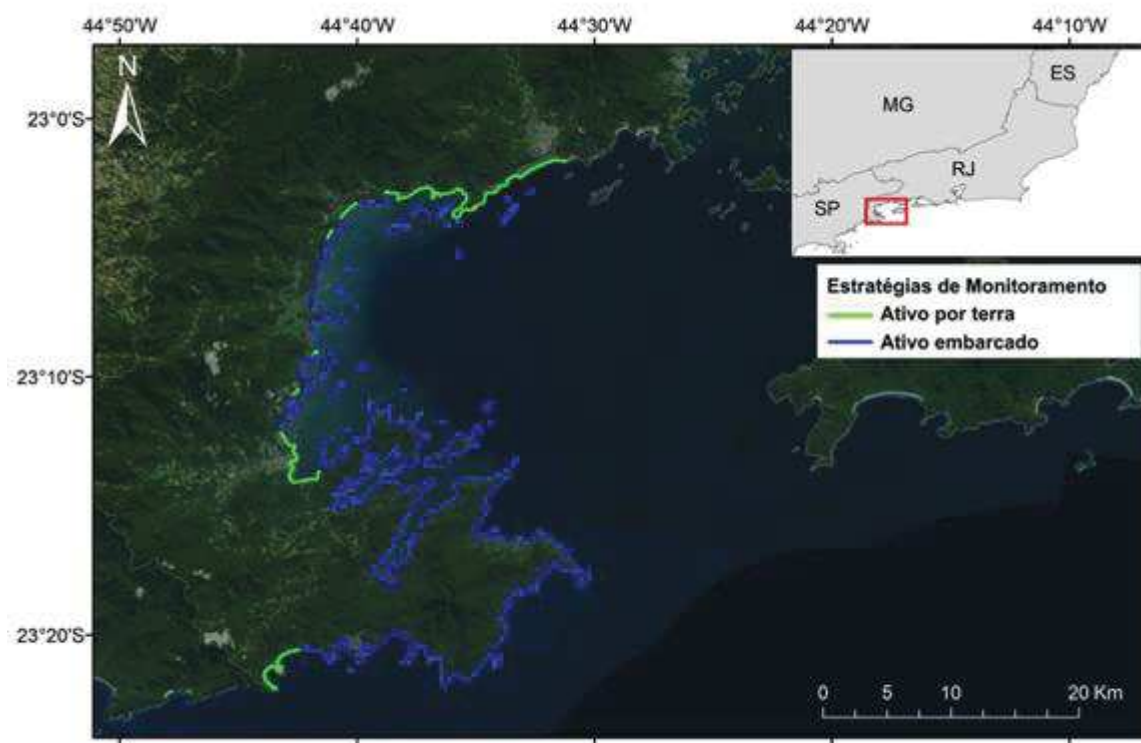 44°50'W 44°40'W 44°30'W 44°20'W 44°10'W
N
23°0'S
23°10'S
23°20'S
ES
MG
RJ
SP
Estratégias de Monitoramento
Ativo por terra
Ativo embarcado
0 5 10 20 Km